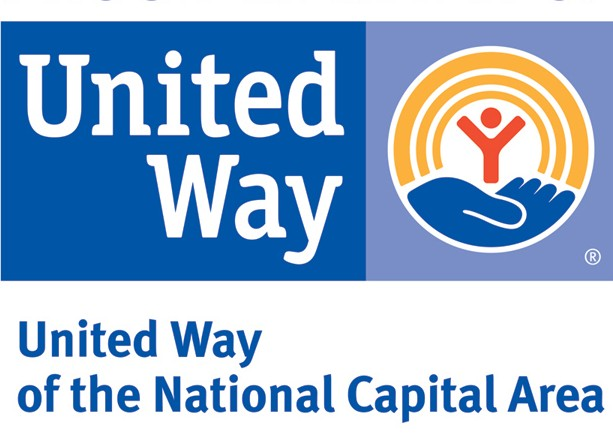 United
Way
®
United Way
of the National Capital Area